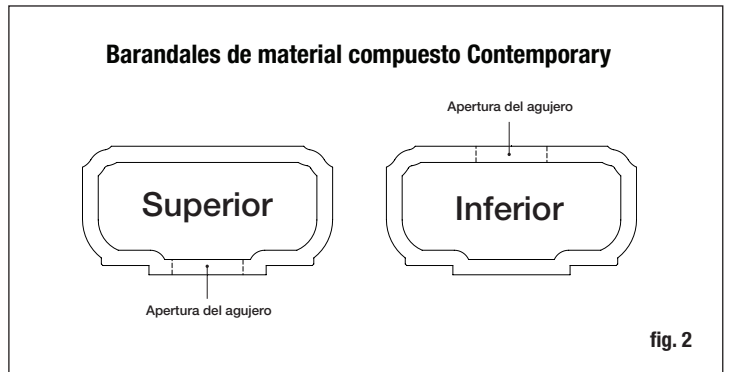 Barandales de material compuesto Contemporary
Apertura del agujero
Superior
Inferior
Apertura del agujero
fig. 2